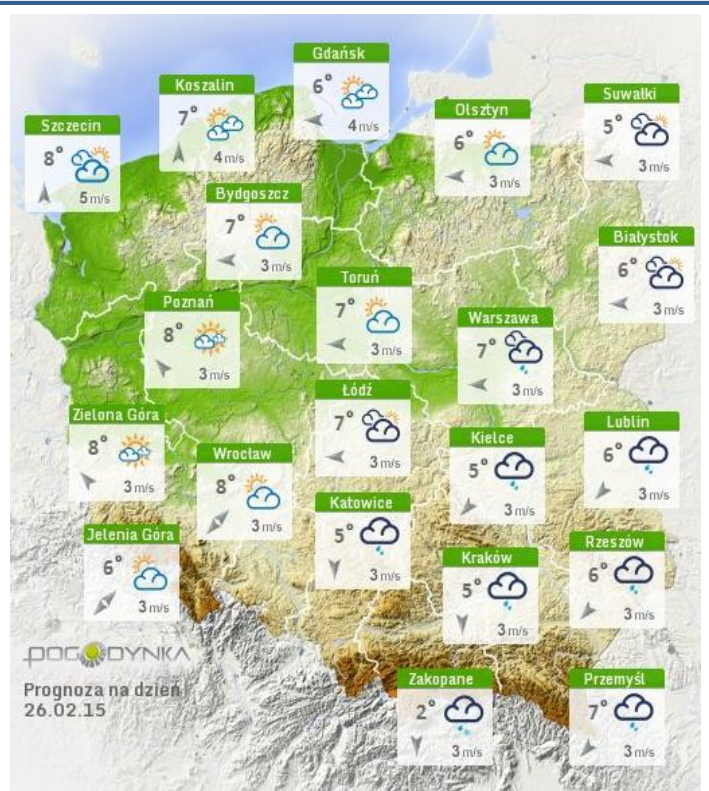 Gdańsk
6°
4 m/s
Koszalin
7°
4 m/s
Suwałki
5°
3 m/s
Olsztyn
6°
3 m/s
Szczecin
8°
5 m/s
Bydgoszcz
7°
3 m/s
Białystok
6°
3 m/s
Toruń
7°
3 m/s
Poznań
8°
3 m/s
Warszawa
7°
3 m/s
Łódź
7°
3 m/s
Zielona Góra
8°
3 m/s
Lublin
6°
3 m/s
Kielce
5°
3 m/s
Wrocław
8°
3 m/s
Katowice
5°
3 m/s
Jelenia Góra
6°
3 m/s
Rzeszów
6°
3 m/s
Kraków
5°
3 m/s
POGODYNKA
Prognoza na dzień
26.02.15
Zakopane
2°
3 m/s
Przemyśl
7°
3 m/s